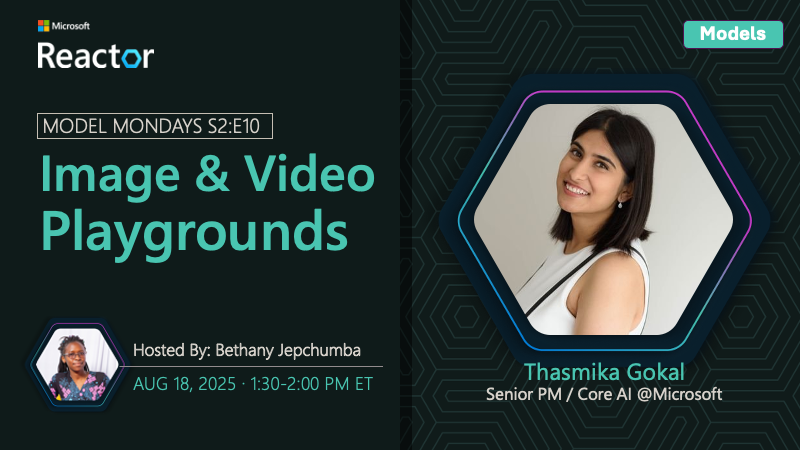 Microsoft
Reactor
MODEL MONDAYS S2:E10
Image & Video
Playgrounds
Hosted By: Bethany Jepchumba
AUG 18, 2025 · 1:30-2:00 PM ET
Models
Thasmika Gokal
Senior PM / Core AI @Microsoft